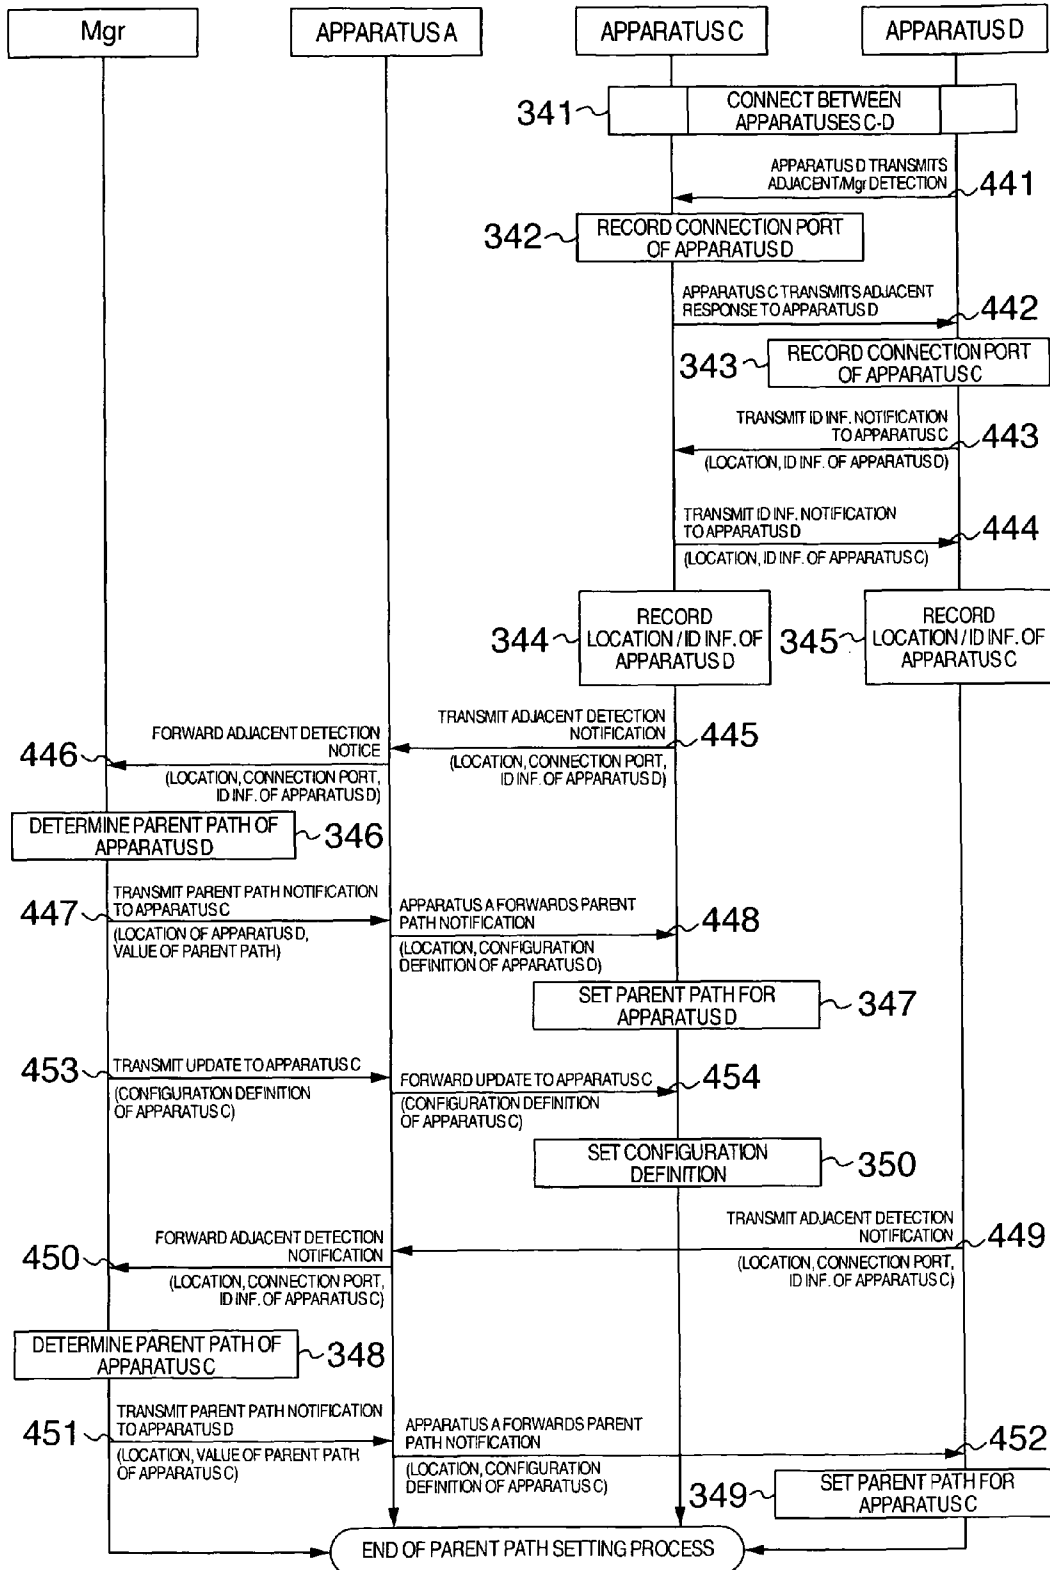 Mgr
APPARATUS A
APPARATUS C
APPARATUS D
341
CONNECT BETWEEN
APPARATUSES C-D
APPARATUS D TRANSMITS
ADJACENT/Mgr DETECTION
441
342
RECORD CONNECTION PORT
OF APPARATUS D
APPARATUS C TRANSMITS ADJACENT
RESPONSE TO APPARATUS D
442
343
RECORD CONNECTION PORT
OF APPARATUS C
TRANSMIT ID INF. NOTIFICATION
TO APPARATUS C
443
(LOCATION, ID INF. OF APPARATUS D)
TRANSMIT ID INF. NOTIFICATION
TO APPARATUS D
444
(LOCATION, ID INF. OF APPARATUS C)
344
RECORD
LOCATION / ID INF. OF
APPARATUS D
345
RECORD
LOCATION / ID INF. OF
APPARATUS C
TRANSMIT ADJACENT DETECTION
NOTIFICATION
445
(LOCATION, CONNECTION PORT,
ID INF. OF APPARATUS D)
FORWARD ADJACENT DETECTION
NOTICE
446
(LOCATION, CONNECTION PORT,
ID INF. OF APPARATUS D)
DETERMINE PARENT PATH OF
APPARATUS D
346
447
TRANSMIT PARENT PATH NOTIFICATION
TO APPARATUS C
(LOCATION OF APPARATUS D,
VALUE OF PARENT PATH)
APPARATUS A FORWARDS PARENT
PATH NOTIFICATION
448
(LOCATION, CONFIGURATION
DEFINITION OF APPARATUS D)
SET PARENT PATH FOR
APPARATUS D
347
453
TRANSMIT UPDATE TO APPARATUS C
(CONFIGURATION DEFINITION
OF APPARATUS C)
FORWARD UPDATE TO APPARATUS C
454
(CONFIGURATION DEFINITION
OF APPARATUS C)
SET CONFIGURATION
DEFINITION
350
TRANSMIT ADJACENT DETECTION
NOTIFICATION
449
(LOCATION, CONNECTION PORT,
ID INF. OF APPARATUS C)
FORWARD ADJACENT DETECTION
NOTIFICATION
450
(LOCATION, CONNECTION PORT,
ID INF. OF APPARATUS C)
DETERMINE PARENT PATH OF
APPARATUS C
348
451
TRANSMIT PARENT PATH NOTIFICATION
TO APPARATUS D
(LOCATION, VALUE OF PARENT PATH
OF APPARATUS C)
APPARATUS A FORWARDS PARENT
PATH NOTIFICATION
452
(LOCATION, CONFIGURATION
DEFINITION OF APPARATUS C)
349
SET PARENT PATH FOR
APPARATUS C
END OF PARENT PATH SETTING PROCESS